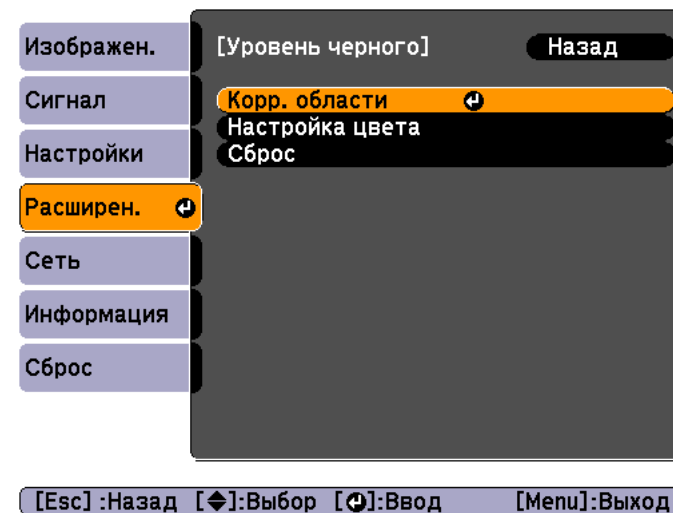 Изображен.
Сигнал
Настройки
Расширен.
Сеть
Информация
Сброс
[Уровень черного] Назад
Корр. области
Настройка цвета
Сброс
[Esc] :Назад [◆]:Выбор [⏎]:Ввод [Menu]:Выход